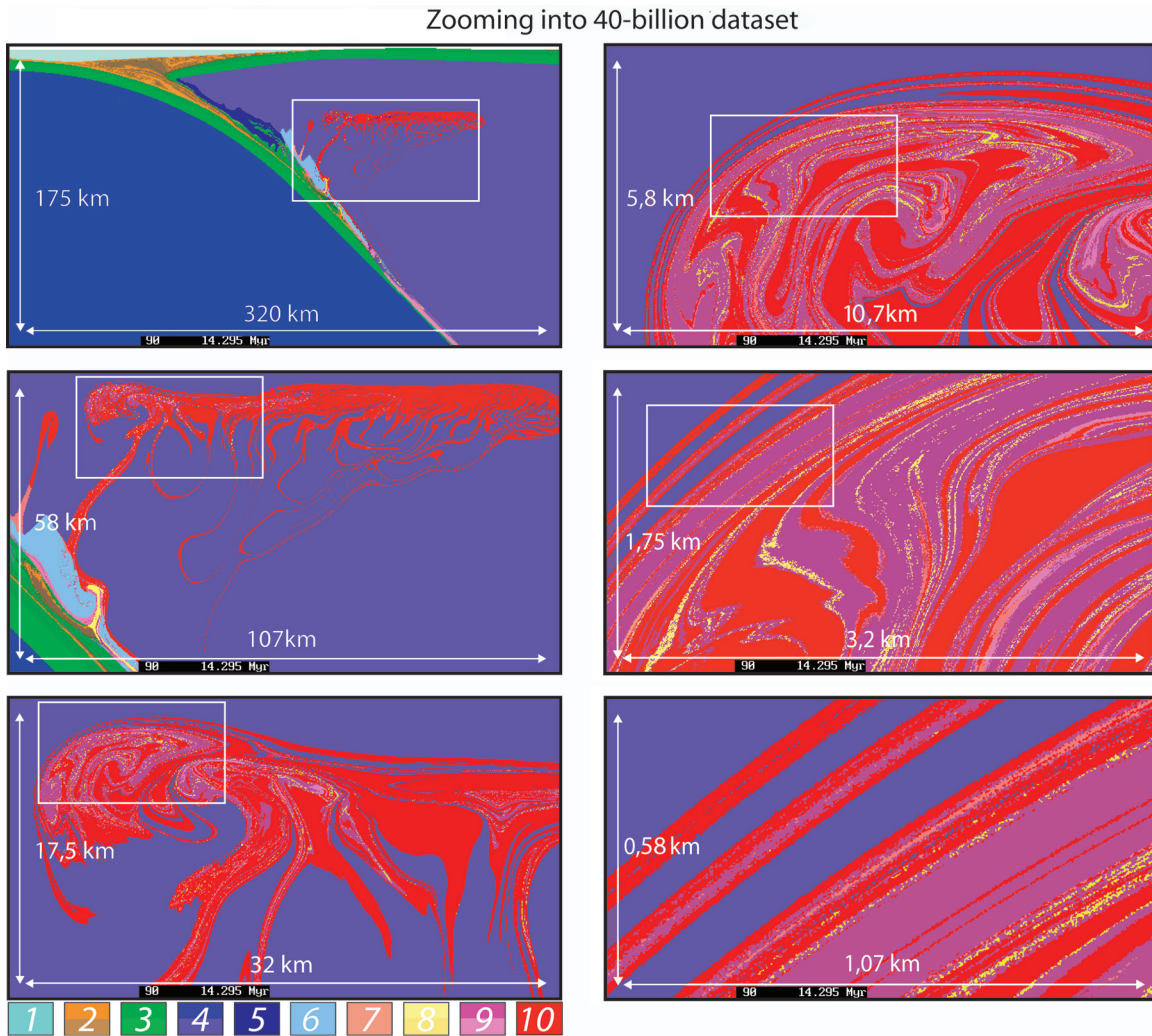 Zooming into 40-billion dataset
175 km
320 km
90 14.295 Myr
58 km
107km
90 14.295 Myr
17,5 km
32 km
90 14.295 Myr
5,8 km
10,7km
90 14.295 Myr
1,75 km
3,2 km
90 14.295 Myr
0,58 km
1,07 km
90 14.295 Myr
1 2 3 4 5 6 7 8 9 10